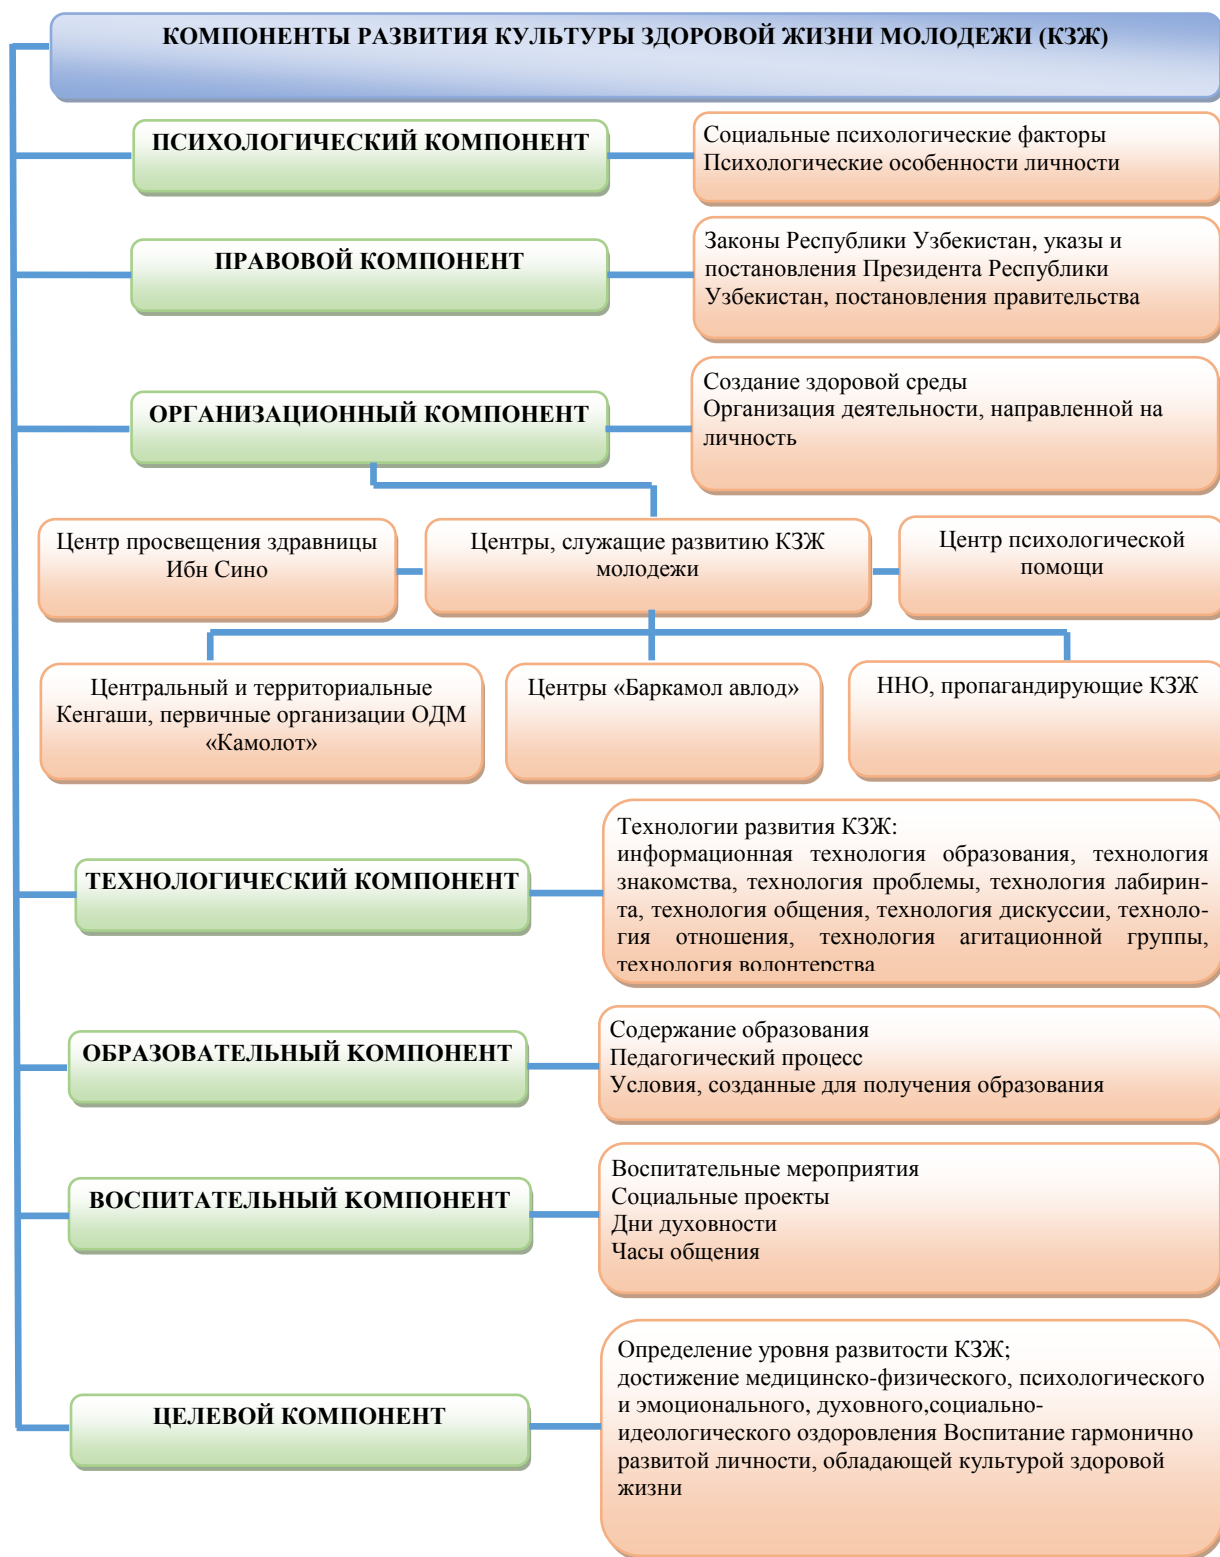 КОМПОНЕНТЫ РАЗВИТИЯ КУЛЬТУРЫ ЗДОРОВОЙ ЖИЗНИ МОЛОДЕЖИ (КЗЖ)
ПСИХОЛОГИЧЕСКИЙ КОМПОНЕНТ
Социальные психологические факторы
Психологические особенности личности
ПРАВОВОЙ КОМПОНЕНТ
Законы Республики Узбекистан, указы и
постановления Президента Республики
Узбекистан, постановления правительства
ОРГАНИЗАЦИОННЫЙ КОМПОНЕНТ
Создание здоровой среды
Организация деятельности, направленной на
личность
Центр просвещения здравницы
Ибн Сино
Центры, служащие развитию КЗЖ
молодежи
Центр психологической
помощи
Центральный и территориальные
Кенгаши, первичные организации ОДМ
«Камолот»
Центры «Баркамол авлод»
ННО, пропагандирующие КЗЖ
ТЕХНОЛОГИЧЕСКИЙ КОМПОНЕНТ
Технологии развития КЗЖ:
информационная технология образования, технология
знакомства, технология проблемы, технология лабирин-
та, технология общения, технология дискуссии, техноло-
гия отношения, технология агитационной группы,
технология волонтерства
ОБРАЗОВАТЕЛЬНЫЙ КОМПОНЕНТ
Содержание образования
Педагогический процесс
Условия, созданные для получения образования
ВОСПИТАТЕЛЬНЫЙ КОМПОНЕНТ
Воспитательные мероприятия
Социальные проекты
Дни духовности
Часы общения
ЦЕЛЕВОЙ КОМПОНЕНТ
Определение уровня развитости КЗЖ;
достижение медицинско-физического, психологического
и эмоционального, духовного,социально-
идеологического оздоровления Воспитание гармонично
развитой личности, обладающей культурой здоровой
жизни